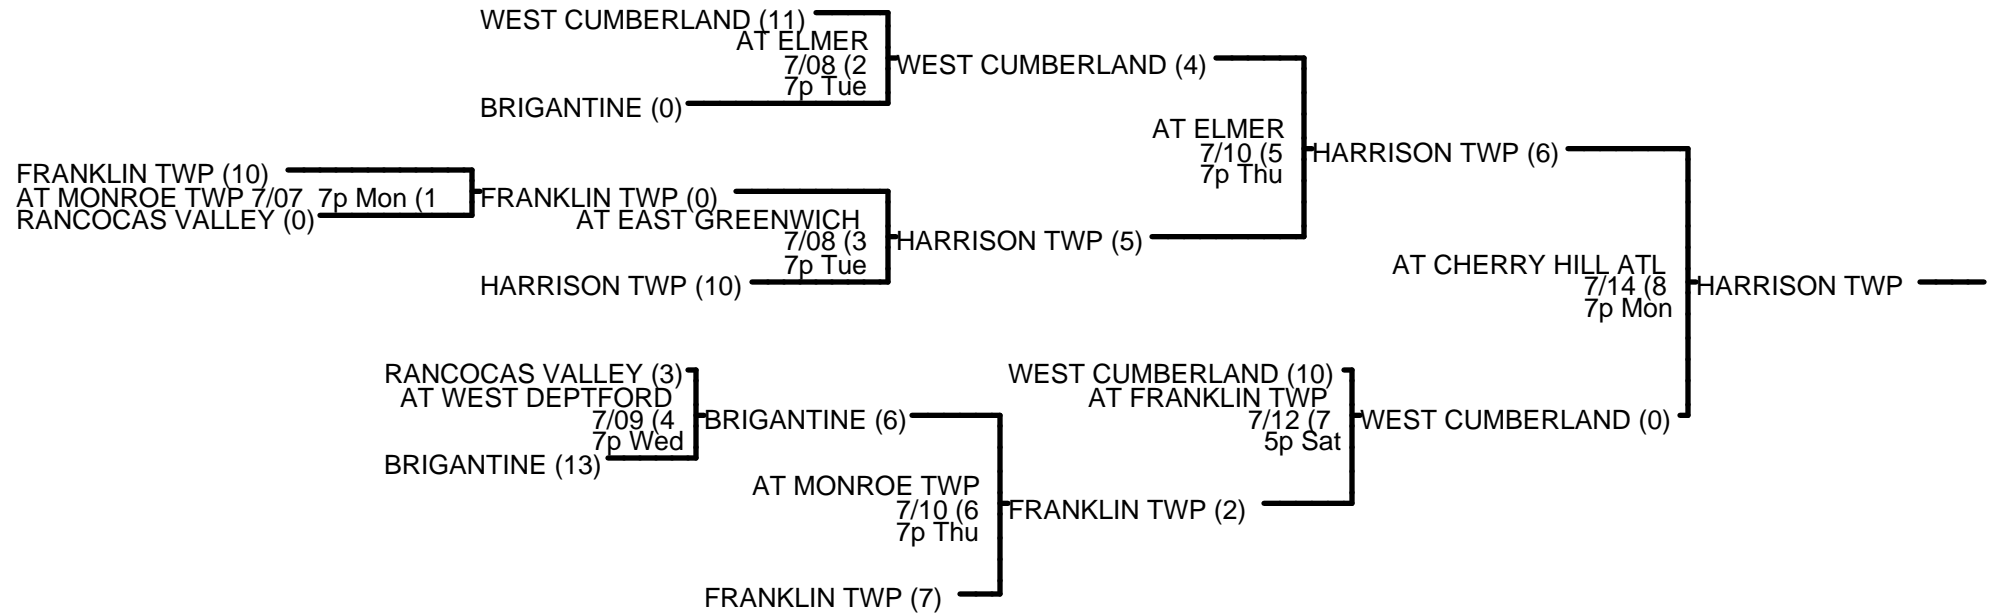 WEST CUMBERLAND (11)
AT ELMER
7/08 (2
7p Tue
BRIGANTINE (0)
WEST CUMBERLAND (4)
AT ELMER
7/10 (5
7p Thu
HARRISON TWP (6)
FRANKLIN TWP (10)
AT MONROE TWP 7/07  7p Mon (1
RANCOCAS VALLEY (0)
FRANKLIN TWP (0)
AT EAST GREENWICH
7/08 (3
7p Tue
HARRISON TWP (10)
HARRISON TWP (5)
AT CHERRY HILL ATL
7/14 (8
7p Mon
HARRISON TWP
RANCOCAS VALLEY (3)
AT WEST DEPTFORD
7/09 (4
7p Wed
BRIGANTINE (13)
BRIGANTINE (6)
AT MONROE TWP
7/10 (6
7p Thu
FRANKLIN TWP (7)
WEST CUMBERLAND (10)
AT FRANKLIN TWP
7/12 (7
5p Sat
FRANKLIN TWP (2)
WEST CUMBERLAND (0)